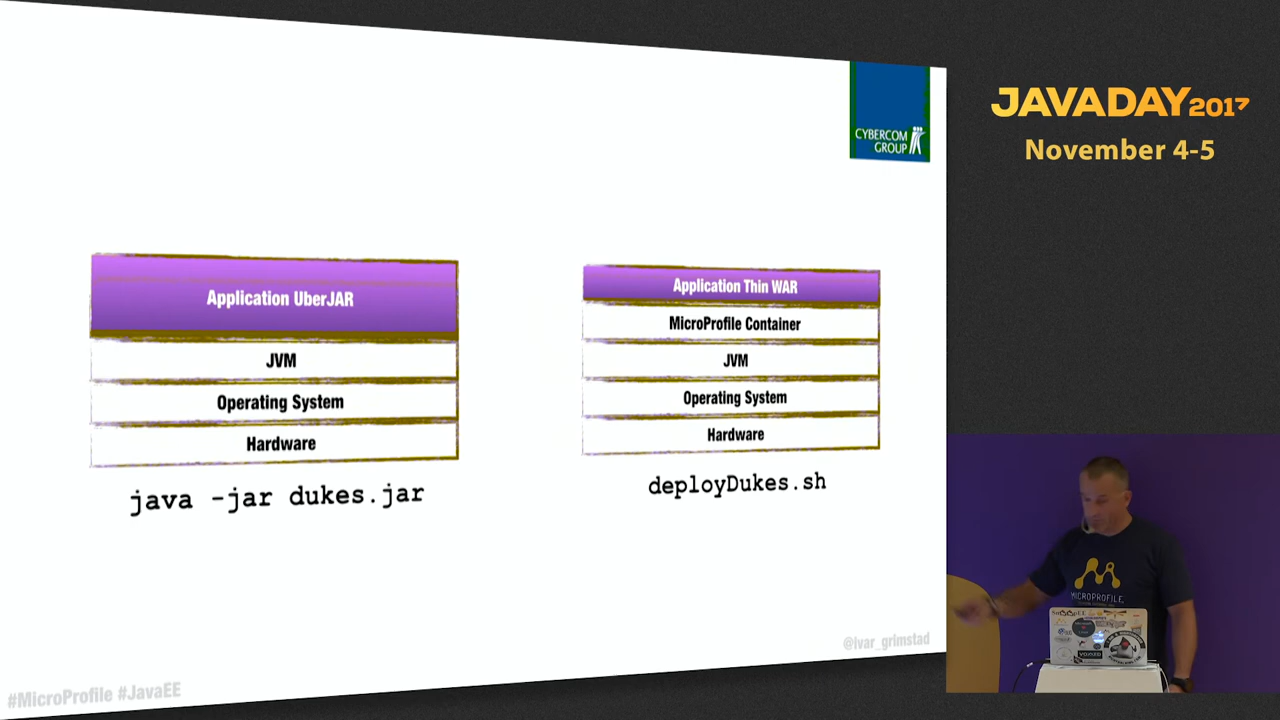 CYBERCOM
GROUP
JAVADAY2017
November 4-5
Application UberJAR
JVM
Operating System
Hardware
java -jar dukes.jar
Application Thin WAR
MicroProfile Container
JVM
Operating System
Hardware
deployDukes.sh
@ivar_grimstad
#MicroProfile #JavaEE
MICROPROFILE